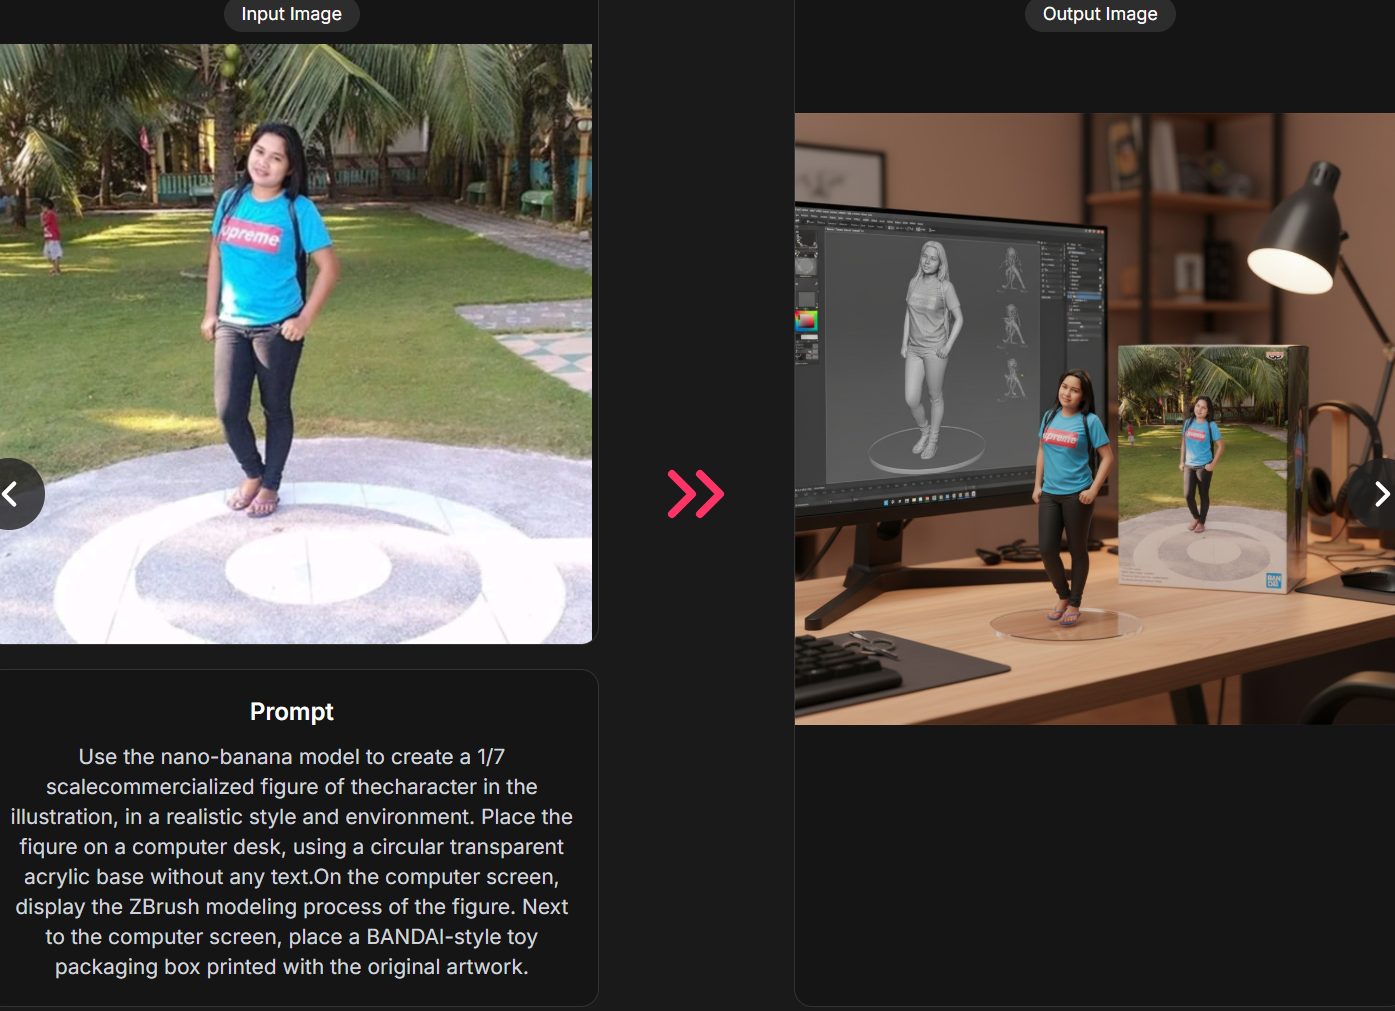 Input Image
Output Image
upreme
upreme
BAN
DAI
Prompt
Use the nano-banana model to create a 1/7
scalecommercialized figure of thecharacter in the
illustration, in a realistic style and environment. Place the
fiqure on a computer desk, using a circular transparent
acrylic base without any text.On the computer screen,
display the ZBrush modeling process of the figure. Next
to the computer screen, place a BANDAI-style toy
packaging box printed with the original artwork.